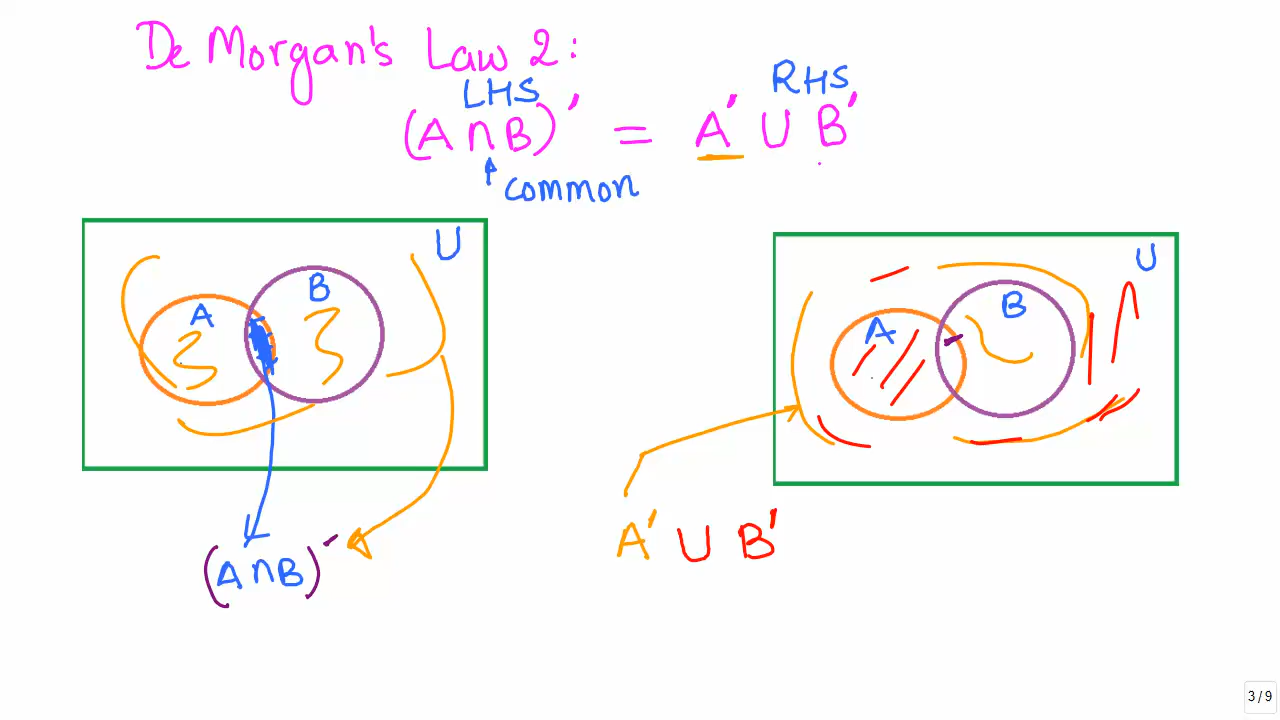 De Morgan's Law 2:
LHS
RHS
(A ∩ B)' = A' U B'
common
U
A
B
U
A
B
(A∩B)'
A' U B'
3 / 9